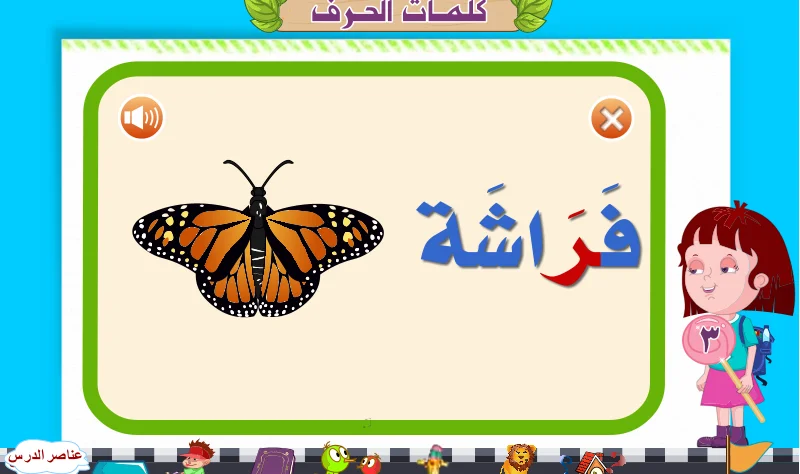 كلمات الحرف
فَرَاشَة
٣
عناصر الدرس